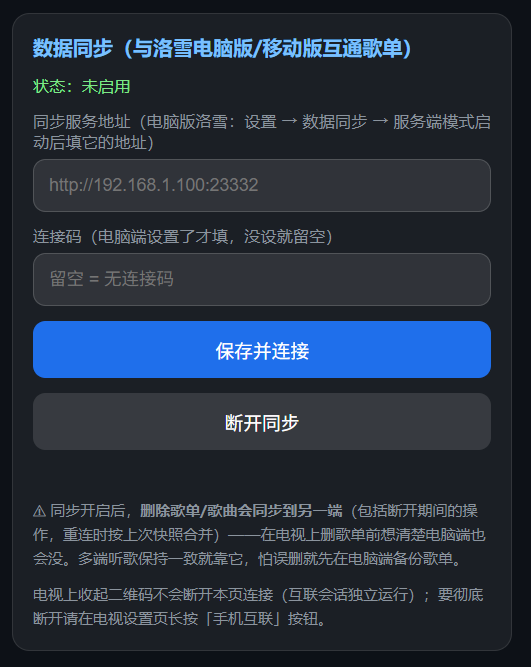 数据同步（与洛雪电脑版/移动版互通歌单）
状态：未启用
同步服务地址（电脑版洛雪：设置 → 数据同步 → 服务端模式启
动后填它的地址）
http://192.168.1.100:23332
连接码（电脑端设置了才填，没设就留空）
留空 = 无连接码
保存并连接
断开同步
⚠ 同步开启后，删除歌单/歌曲会同步到另一端（包括断开期间的操
作，重连时按上次快照合并）——在电视上删歌单前想清楚电脑端也
会没。多端听歌保持一致就靠它，怕误删就先在电脑端备份歌单。
电视上收起二维码不会断开本页连接（互联会话独立运行）；要彻底
断开请在电视设置页长按「手机互联」按钮。